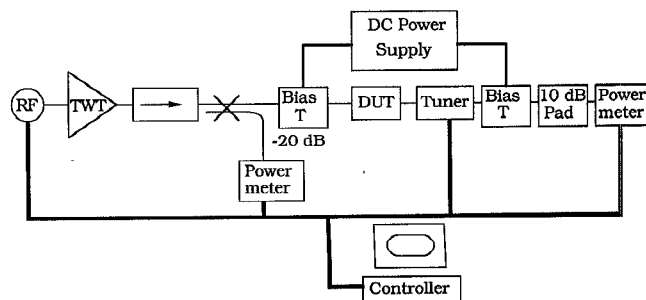 DC Power
Supply
RF
TWT
Bias
T
DUT
Tuner
Bias
T
10 dB
Pad
Power
meter
-20 dB
Power
meter
Controller